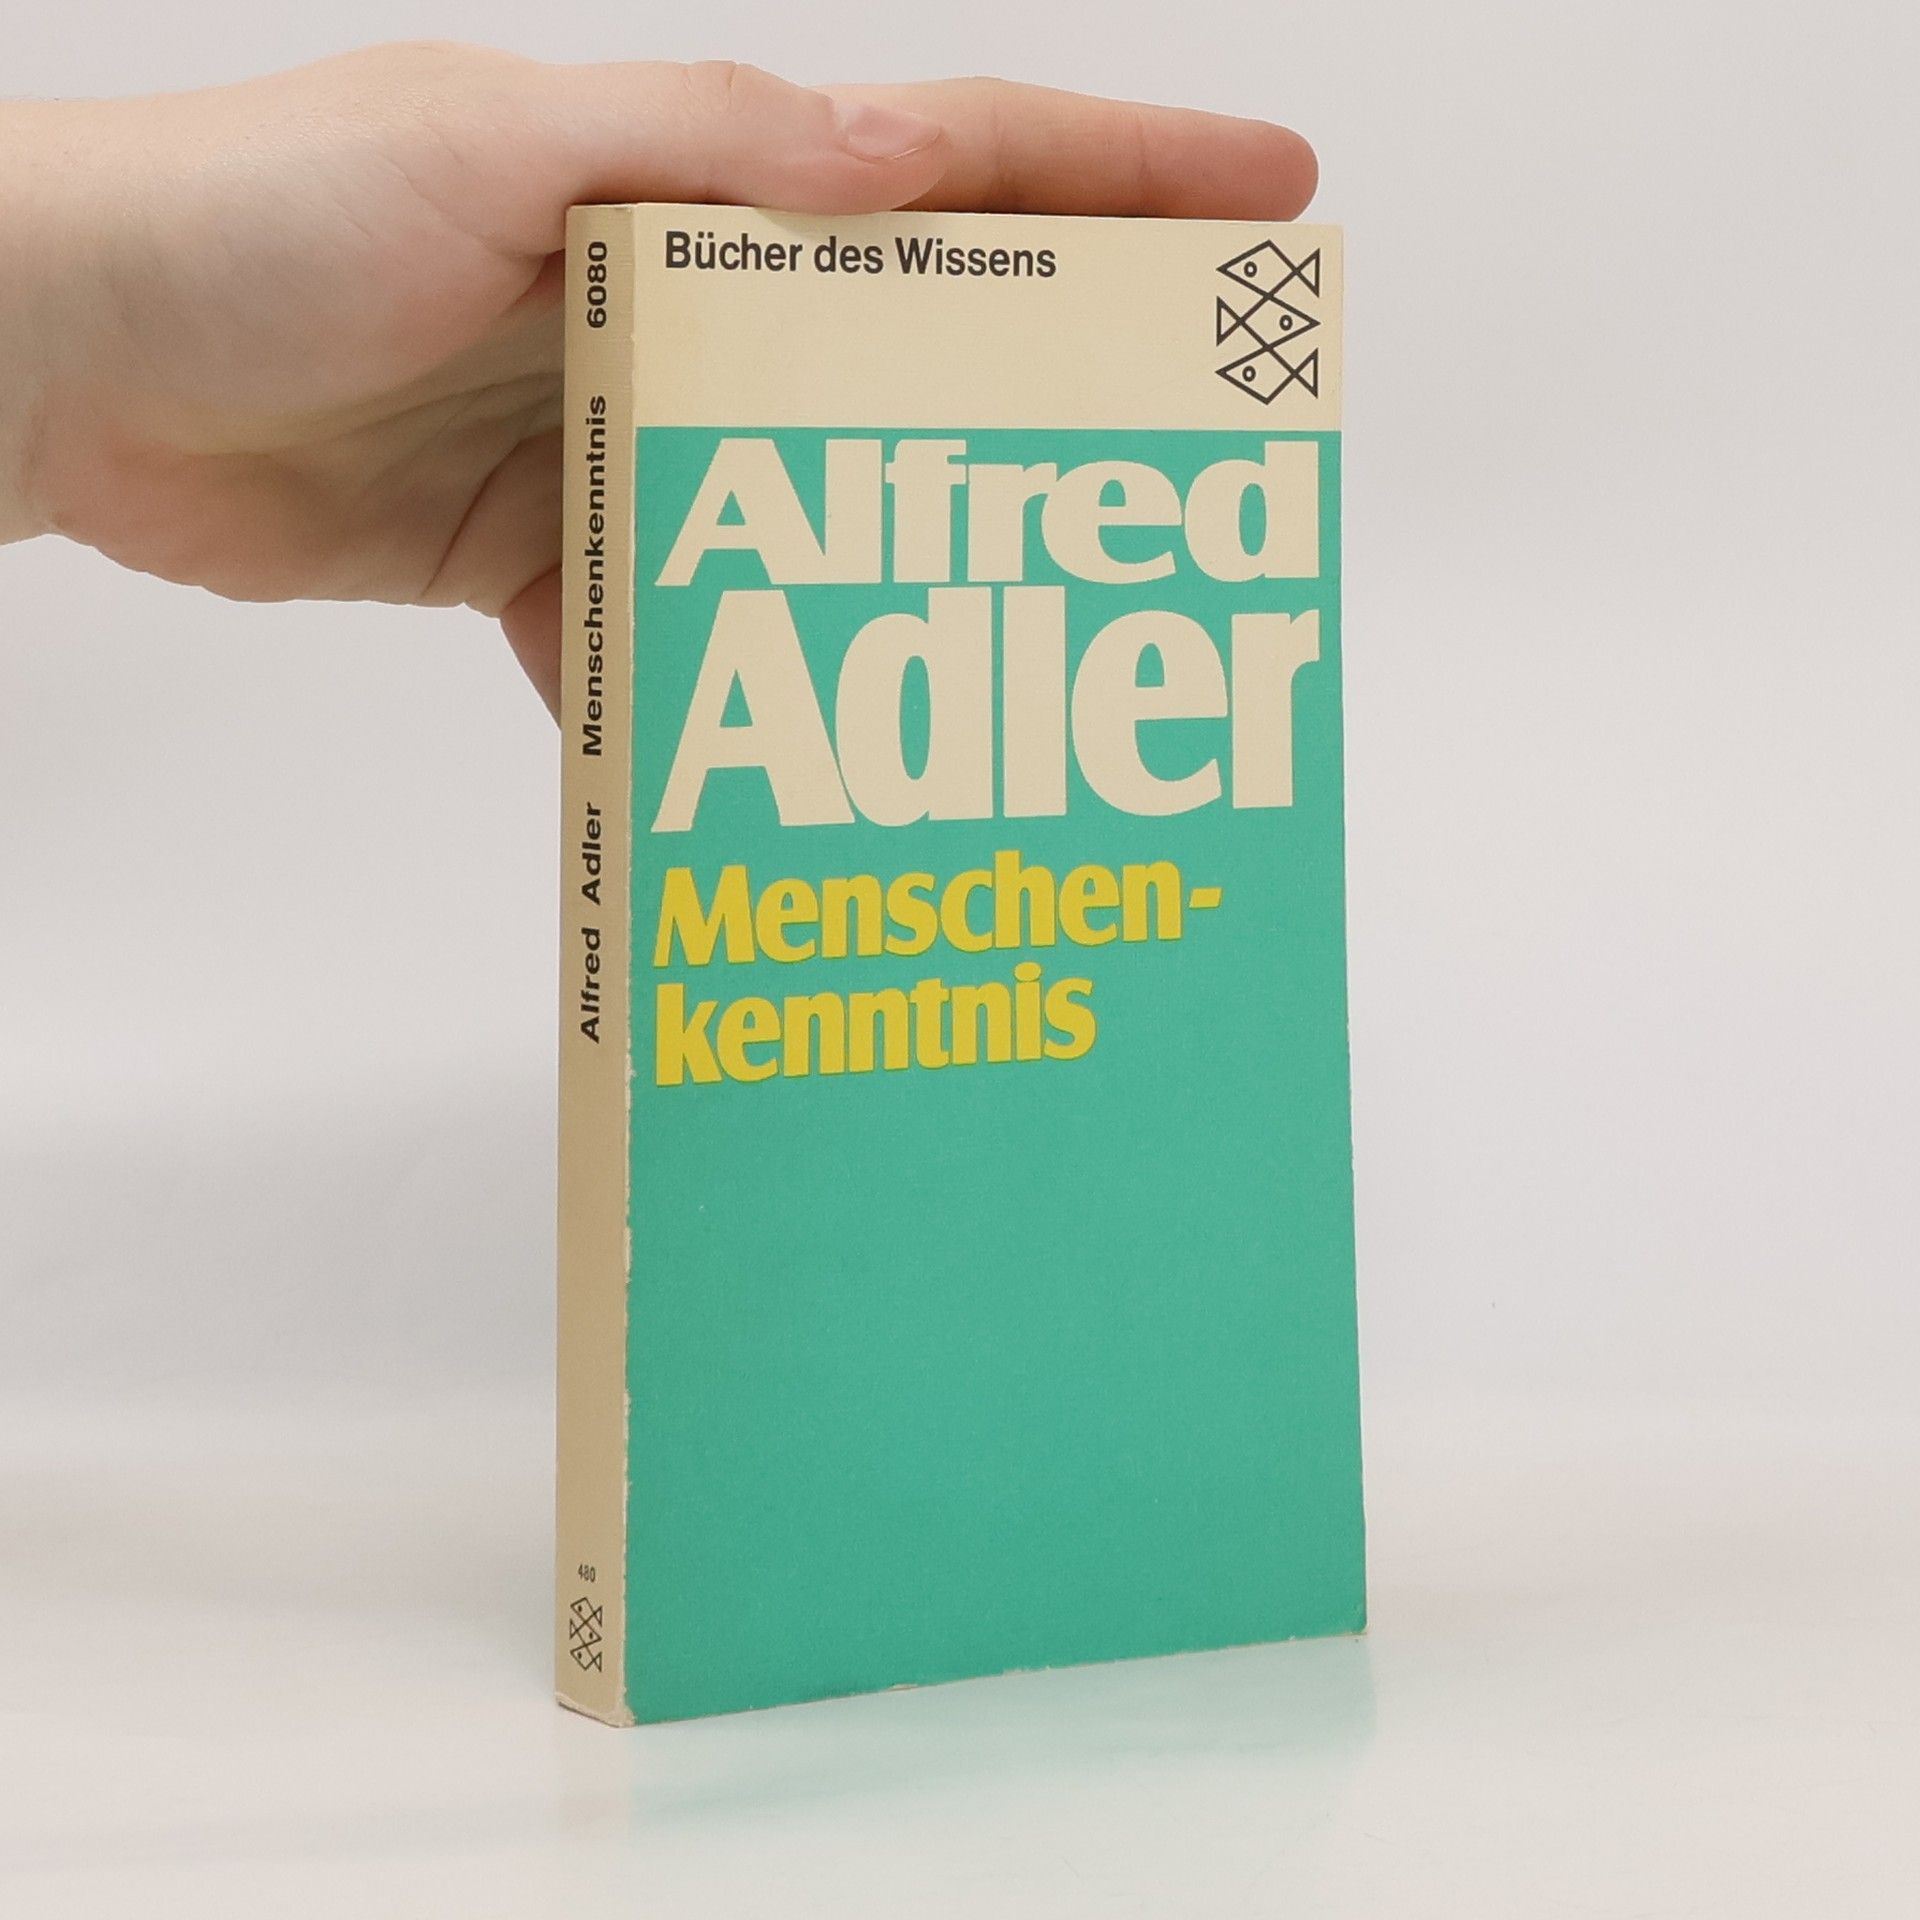 Bücher des Wissens
Alfred
Adler
Menschen-
kenntnis
Alfred Adler Menschenkenntnis 6080
480